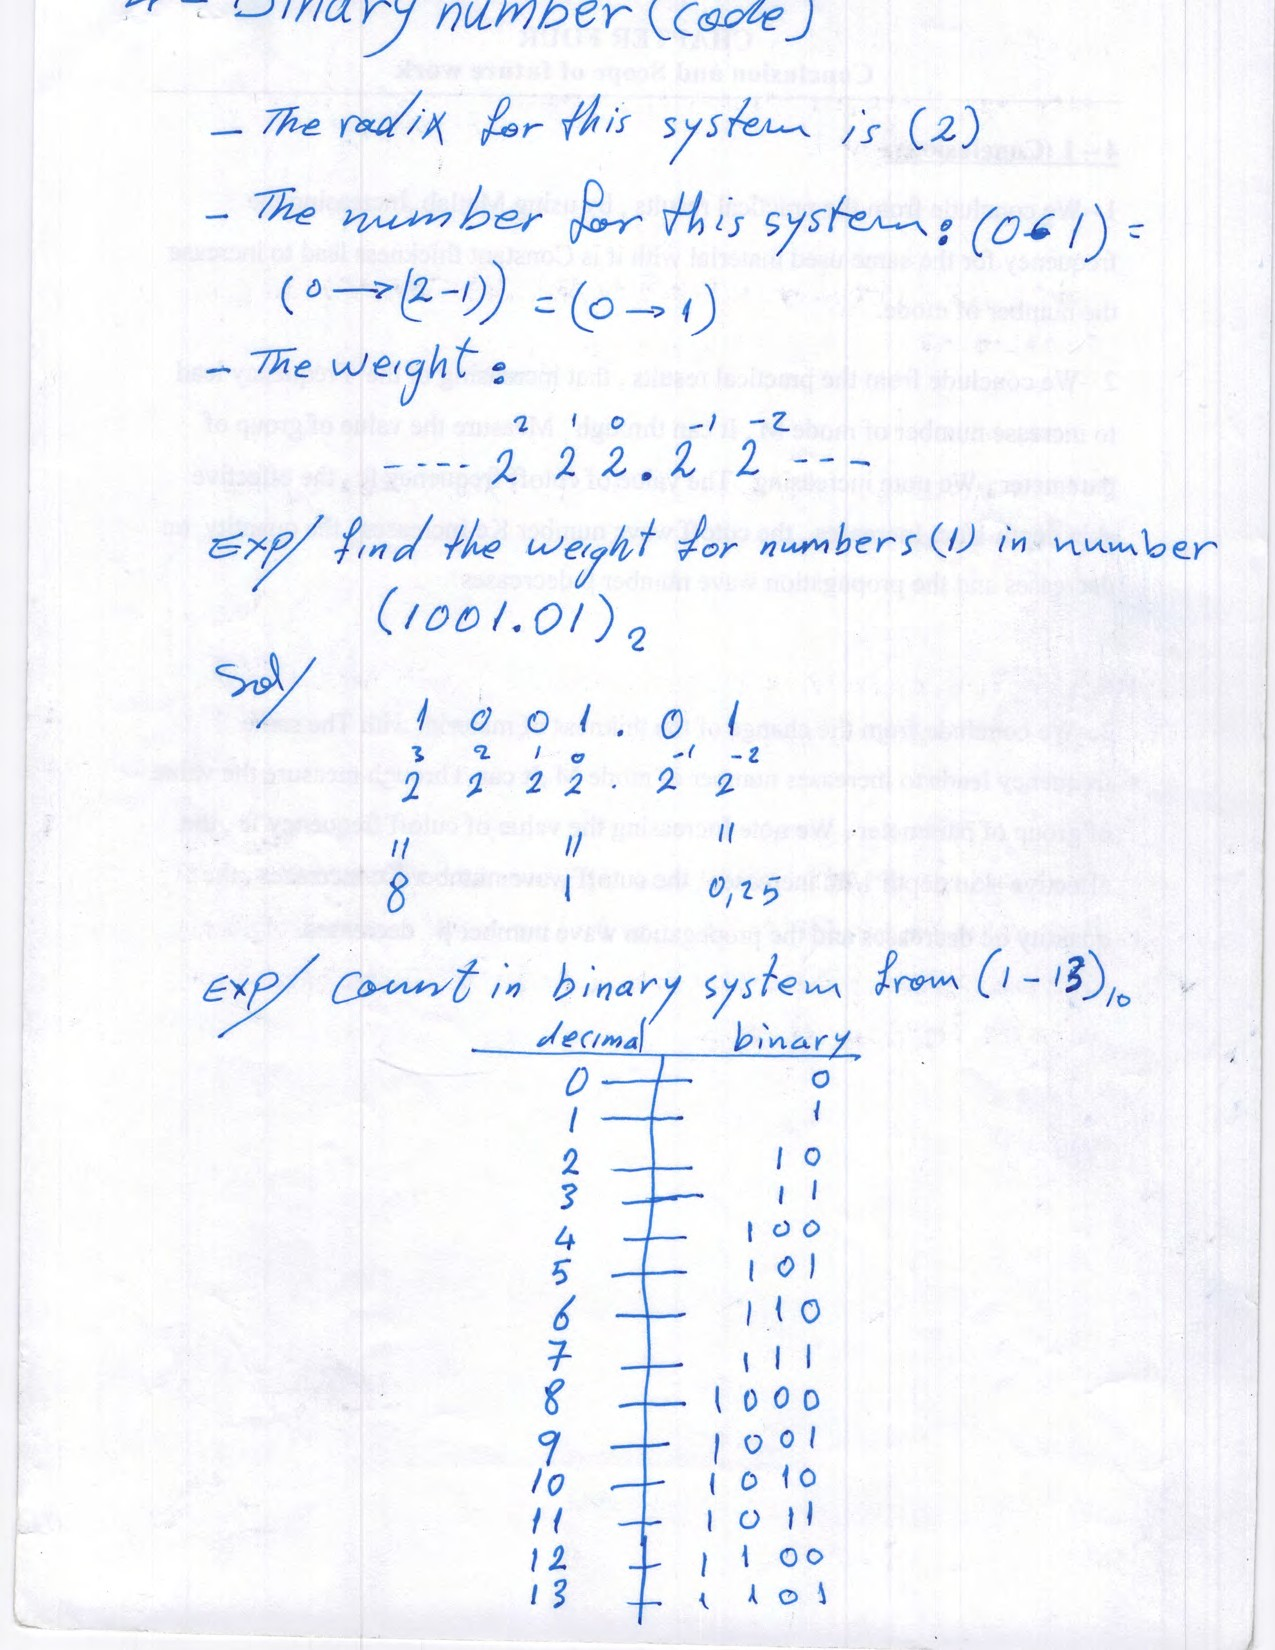 Binary number (code)
- The radix for this system is (2)
- The number for this system: (0 1) =
(0→(2-1)) = (0→1)
- The weight:
2 1 0 -1 -2
---- 2 2 2 . 2 2 ---
Exp/ find the weight for numbers (1) in number
(1001.01)2
Sol/
1 0 0 1 . 0 1
3 2 1 0 -1 -2
2 2 2 2 . 2 2
11 11 11
8 1 0,25
Exp/ Count in binary system from (1-13)10
decimal binary
0 — 0
1 — 1
2 — 10
3 — 11
4 — 100
5 — 101
6 — 110
7 — 111
8 — 1000
9 — 1001
10 — 1010
11 — 1011
12 — 1100
13 — 1101